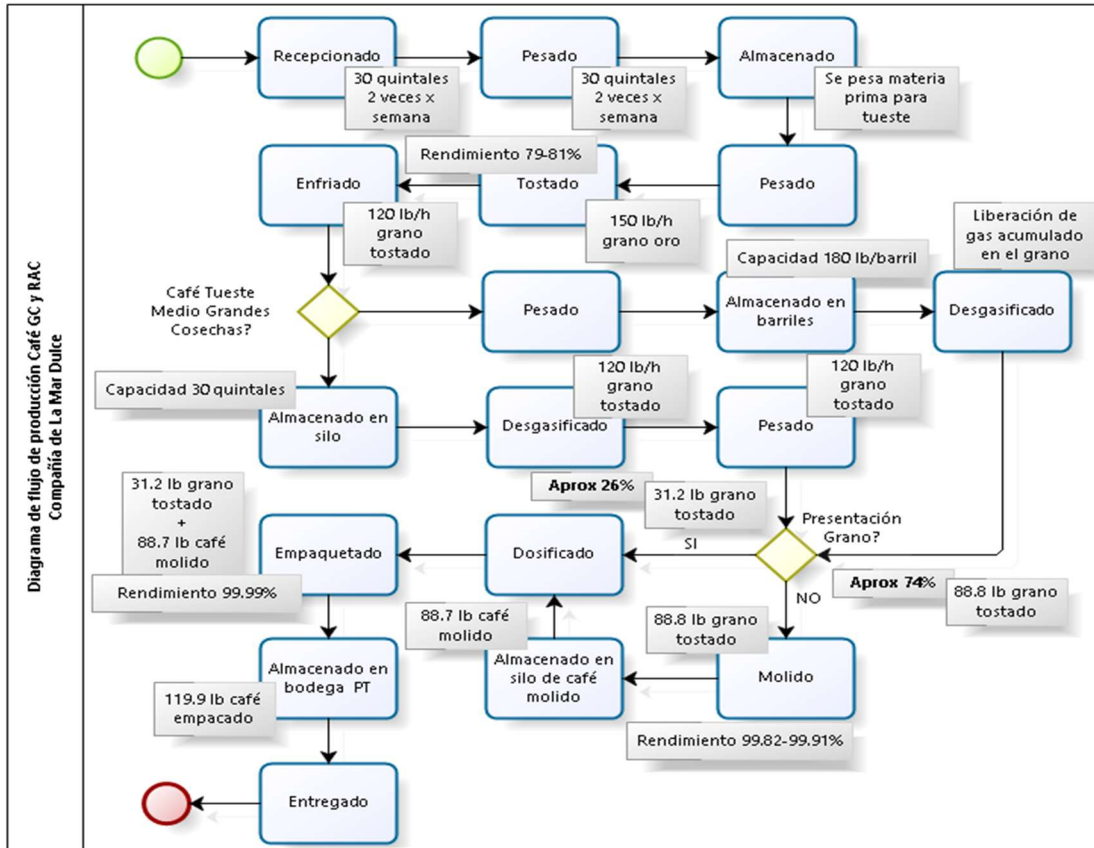 Diagrama de flujo de producción Café GC y RAC
Compañía de La Mar Dulce
Recepcionado
30 quintales
2 veces x
semana
Pesado
30 quintales
2 veces x
semana
Almacenado
Se pesa materia
prima para
tueste
Rendimiento 79-81%
Enfriado
120 lb/h
grano
tostado
Tostado
150 lb/h
grano oro
Pesado
Liberación de
gas acumulado
en el grano
Capacidad 180 lb/barril
Café Tueste
Medio Grandes
Cosechas?
Pesado
Almacenado en
barriles
Desgasificado
Capacidad 30 quintales
120 lb/h
grano
tostado
120 lb/h
grano
tostado
Almacenado en
silo
Desgasificado
Pesado
31.2 lb grano
tostado
+
88.7 lb café
molido
Aprox 26%
31.2 lb grano
tostado
Presentación
Grano?
Empaquetado
Dosificado
SI
Rendimiento 99.99%
Aprox 74%
88.8 lb grano
tostado
NO
88.7 lb café
molido
88.8 lb grano
tostado
Almacenado en
bodega PT
119.9 lb café
empacado
Almacenado en
silo de café
molido
Molido
Rendimiento 99.82-99.91%
Entregado